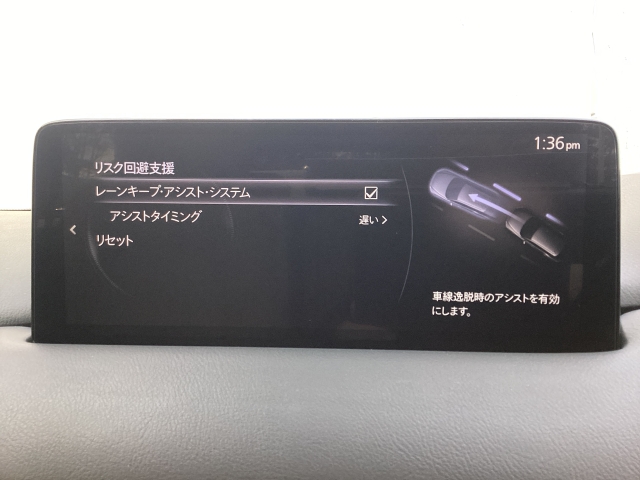 1:36pm
リスク回避支援
レーンキープ・アシスト・システム
アシストタイミング 遅い
リセット
車線逸脱時のアシストを有効
にします。